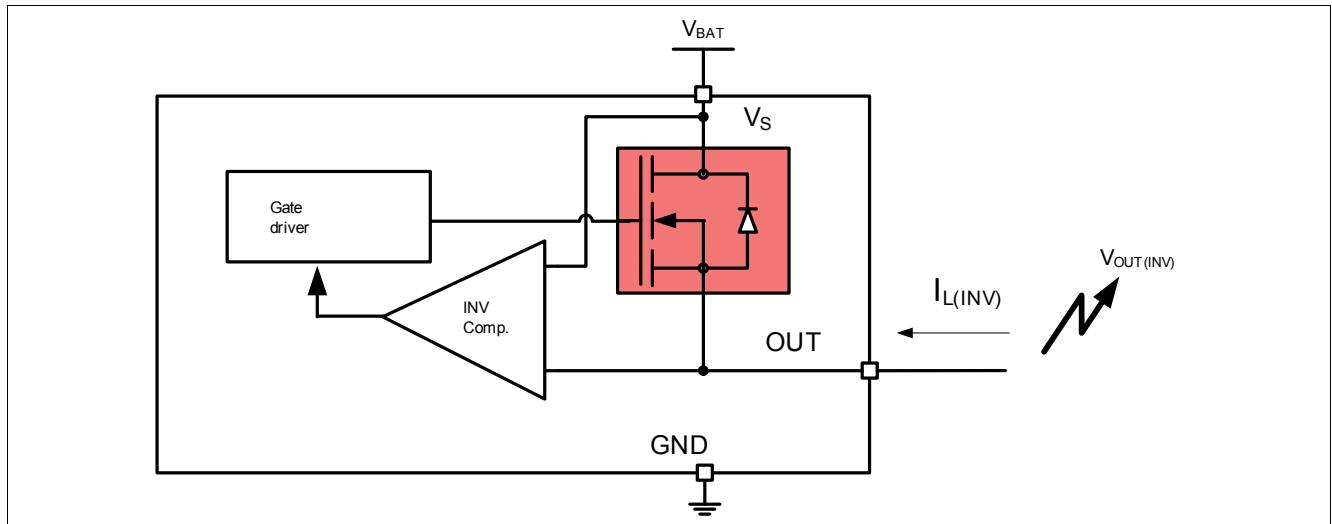 VBAT
VS
Gate
driver
INV
Comp.
VOUT(INV)
IL(INV)
OUT
GND